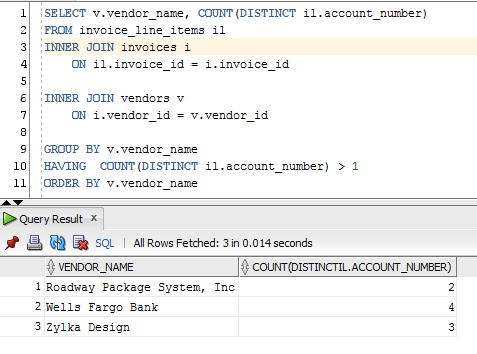 1 SELECT v.vendor_name, COUNT(DISTINCT il.account_number)
2 FROM invoice_line_items il
3 INNER JOIN invoices i
4 ON il.invoice_id = i.invoice_id
5
6 INNER JOIN vendors v
7 ON i.vendor_id = v.vendor_id
8
9 GROUP BY v.vendor_name
10 HAVING COUNT(DISTINCT il.account_number) > 1
11 ORDER BY v.vendor_name
Query Result x
SQL | All Rows Fetched: 3 in 0.014 seconds
VENDOR_NAME COUNT(DISTINCTIL.ACCOUNT_NUMBER)
1 Roadway Package System, Inc 2
2 Wells Fargo Bank 4
3 Zylka Design 3